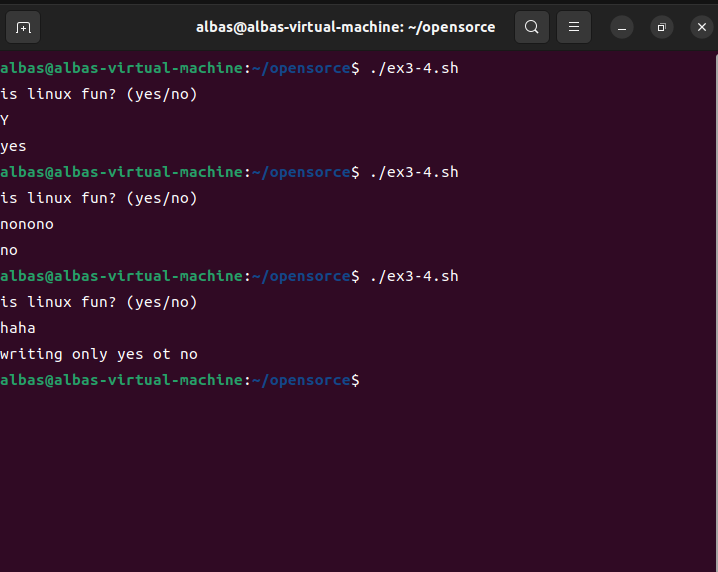 albas@albas-virtual-machine: ~/opensorce
albas@albas-virtual-machine:~/opensorce$ ./ex3-4.sh
is linux fun? (yes/no)
Y
yes
albas@albas-virtual-machine:~/opensorce$ ./ex3-4.sh
is linux fun? (yes/no)
nonono
no
albas@albas-virtual-machine:~/opensorce$ ./ex3-4.sh
is linux fun? (yes/no)
haha
writing only yes ot no
albas@albas-virtual-machine:~/opensorce$